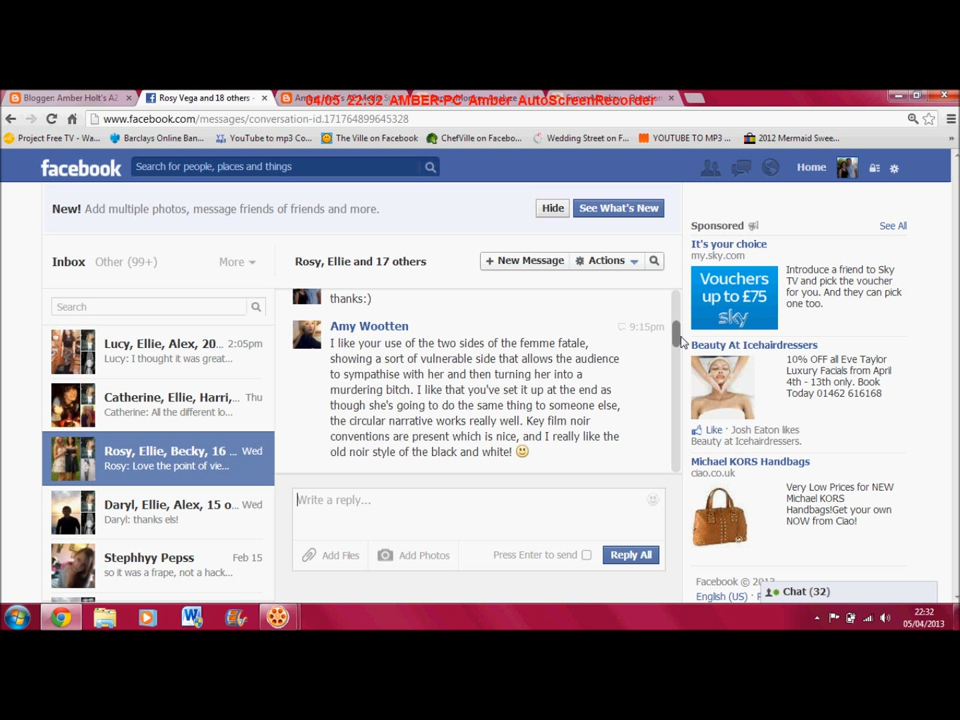 Blogger: Amber Holt's A2
Rosy Vega and 18 others -
04/05 22:32 AMBER-PC Amber AutoScreenRecorder
www.facebook.com/messages/conversation-id.171764899645328
Project Free TV - Wa...
Barclays Online Ban...
YouTube to mp3 Co...
The Ville on Facebook
ChefVille on Facebo...
Wedding Street on F...
YOUTUBE TO MP3 ...
2012 Mermaid Swee...
facebook
Search for people, places and things
Home
New! Add multiple photos, message friends of friends and more.
Hide
See What's New
Inbox
Other (99+)
More
Rosy, Ellie and 17 others
+ New Message
Actions
Search
Lucy, Ellie, Alex, 20... 2:05pm
Lucy: I thought it was great...
Catherine, Ellie, Harri,... Thu
Catherine: All the different lo...
Rosy, Ellie, Becky, 16 ... Wed
Rosy: Love the point of vie...
Daryl, Ellie, Alex, 15 o... Wed
Daryl: thanks els!
Stephhyy Pepss Feb 15
so it was a frape, not a hack...
thanks:)
Amy Wootten 9:15pm
I like your use of the two sides of the femme fatale,
showing a sort of vulnerable side that allows the audience
to sympathise with her and then turning her into a
murdering bitch. I like that you've set it up at the end as
though she's going to do the same thing to someone else,
the circular narrative works really well. Key film noir
conventions are present which is nice, and I really like the
old noir style of the black and white!
Write a reply...
Add Files
Add Photos
Press Enter to send
Reply All
Sponsored
See All
It's your choice
my.sky.com
Vouchers
up to £75
sky
Introduce a friend to Sky
TV and pick the voucher
for you. And they can pick
one too.
Beauty At Icehairdressers
10% OFF all Eve Taylor
Luxury Facials from April
4th - 13th only. Book
Today 01462 616168
Like · Josh Eaton likes
Beauty at Icehairdressers.
Michael KORS Handbags
ciao.co.uk
Very Low Prices for NEW
Michael KORS
Handbags!Get your own
NOW from Ciao!
Facebook ©
English (US)
Chat (32)
22:32
05/04/2013